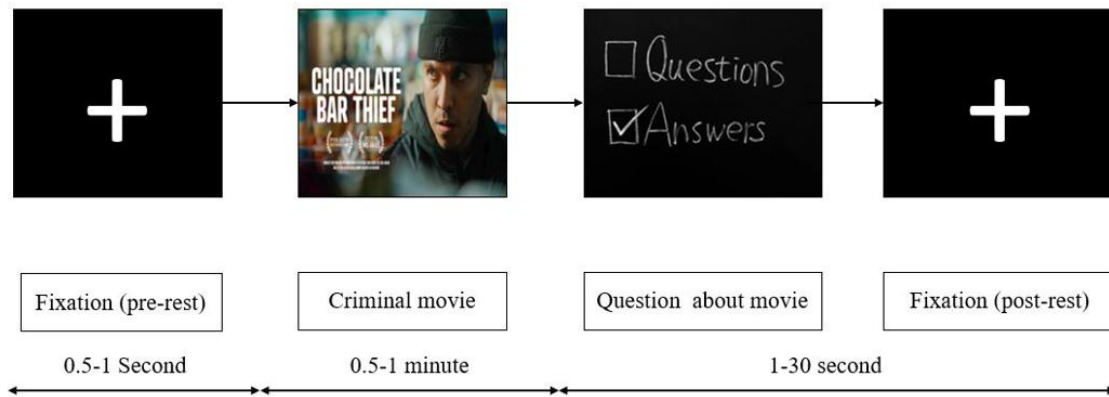 CHOCOLATE
BAR THIEF
Questions
Answers
Fixation (pre-rest)
Criminal movie
Question about movie
Fixation (post-rest)
0.5-1 Second
0.5-1 minute
1-30 second